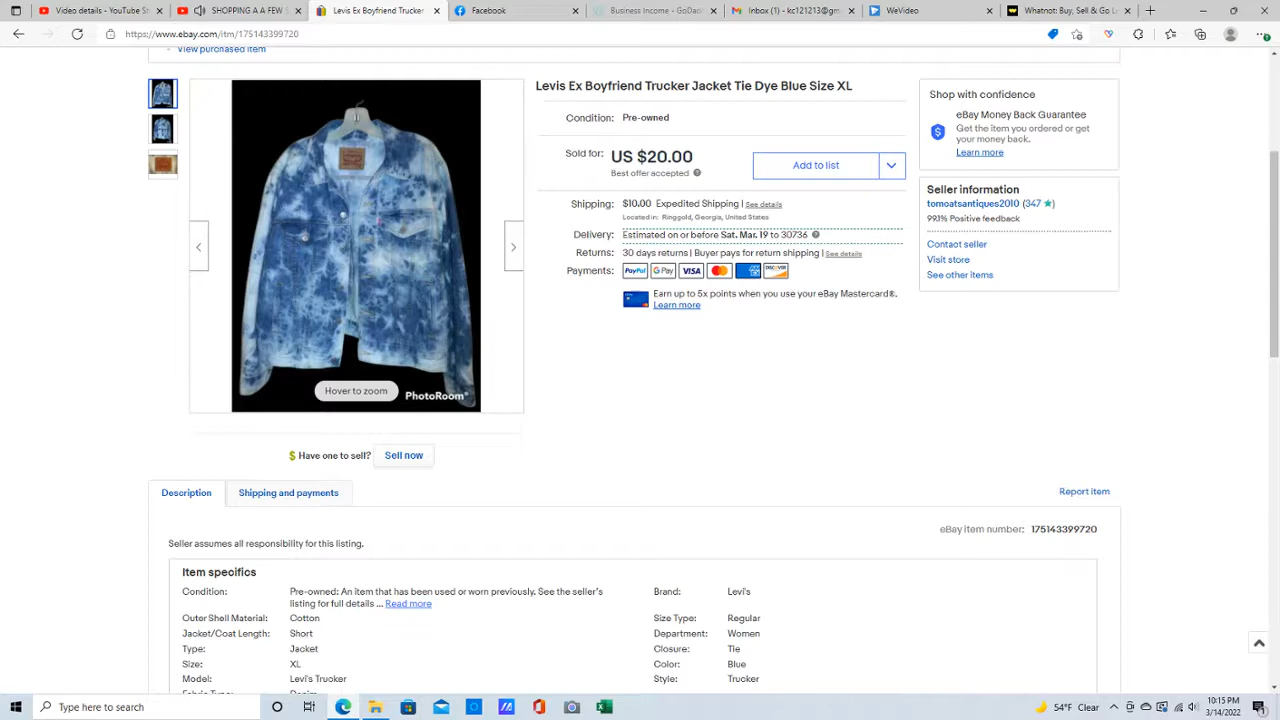 Video details - YouTube St
SHOPPING A A FEW S
Levis Ex Boyfriend Trucker
Facebook
Business Income - GoDad
Inbox (1) - kc121213@gm
WeVideo
Whatnot: Buy, Sell & Go L
https://www.ebay.com/itm/175143399720
View purchased item
Levis Ex Boyfriend Trucker Jacket Tie Dye Blue Size XL
Condition: Pre-owned
Sold for: US $20.00
Best offer accepted
Add to list
Shipping: $10.00 Expedited Shipping | See details
Located in: Ringgold, Georgia, United States
Delivery: Estimated on or before Sat. Mar. 19 to 30736
Returns: 30 days returns | Buyer pays for return shipping | See details
Payments: PayPal G Pay VISA DISCOVER
Earn up to 5x points when you use your eBay Mastercard®.
Learn more
Shop with confidence
eBay Money Back Guarantee
Get the item you ordered or get
your money back.
Learn more
Seller information
tomoatsantiques2010 (347 ★)
99.1% Positive feedback
Contact seller
Visit store
See other items
Hover to zoom
PhotoRoom
Have one to sell? Sell now
Description
Shipping and payments
Report item
eBay item number: 175143399720
Seller assumes all responsibility for this listing.
Item specifics
Condition: Pre-owned: An item that has been used or worn previously. See the seller's
listing for full details ... Read more
Brand: Levi's
Outer Shell Material: Cotton
Size Type: Regular
Jacket/Coat Length: Short
Department: Women
Type: Jacket
Closure: Tie
Size: XL
Color: Blue
Model: Levi's Trucker
Style: Trucker
Fabric Type: Denim
Type here to search
54°F Clear
10:15 PM
3/14/2022